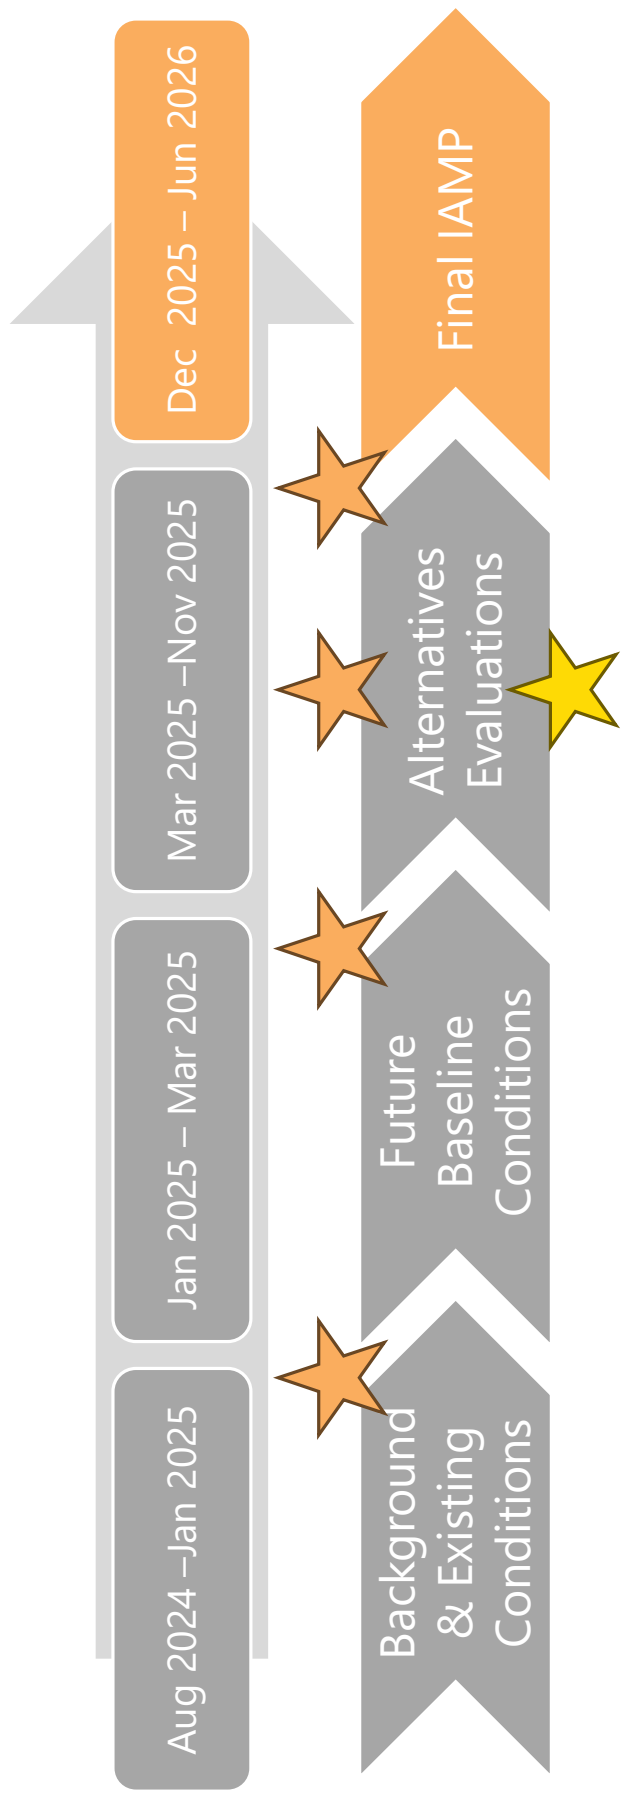 Aug 2024 –Jan 2025
Jan 2025 – Mar 2025
Mar 2025 –Nov 2025
Dec  2025 – Jun 2026
Background
& Existing
Conditions
Future
Baseline
Conditions
Alternatives
Evaluations
Final IAMP